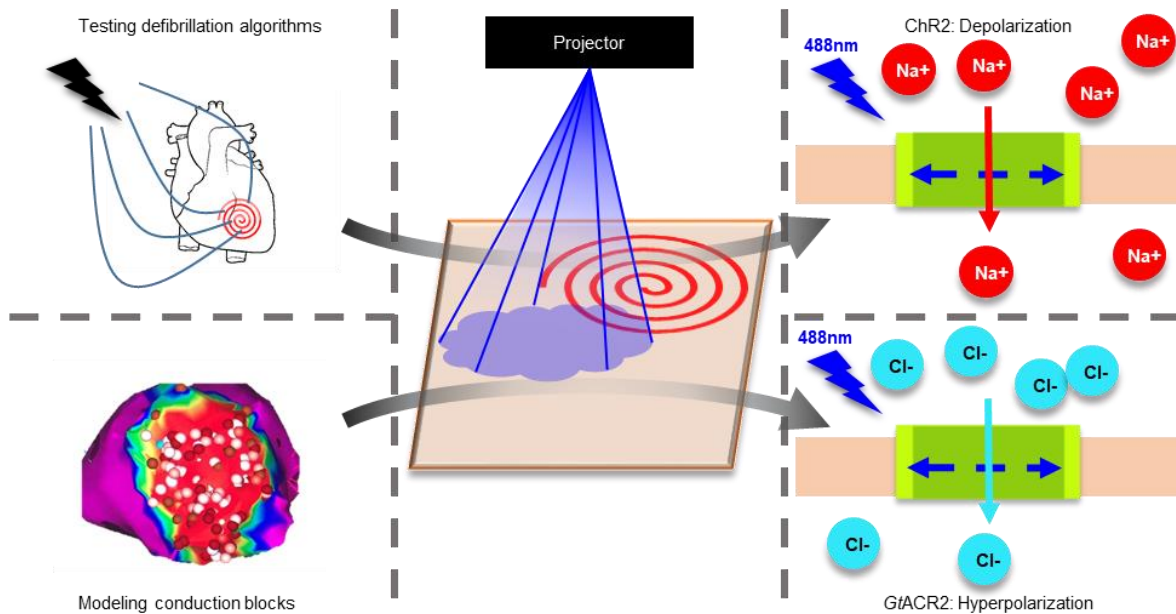 Testing defibrillation algorithms
Projector
ChR2: Depolarization
488nm
Na+
Na+
Na+
Na+
Na+
Na+
488nm
Cl-
Cl-
Cl-
Cl-
Cl-
Cl-
Modeling conduction blocks
GtACR2: Hyperpolarization